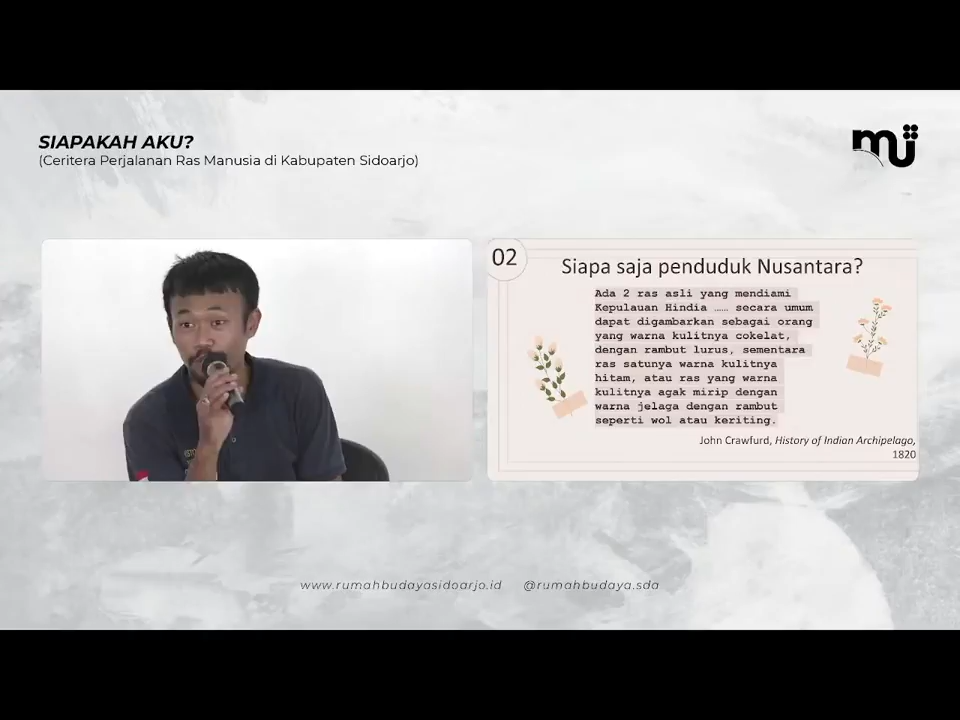 SIAPAKAH AKU?
(Ceritera Perjalanan Ras Manusia di Kabupaten Sidoarjo)
mu
02
Siapa saja penduduk Nusantara?
Ada 2 ras asli yang mendiami
Kepulauan Hindia …… secara umum
dapat digambarkan sebagai orang
yang warna kulitnya cokelat,
dengan rambut lurus, sementara
ras satunya warna kulitnya
hitam, atau ras yang warna
kulitnya agak mirip dengan
warna jelaga dengan rambut
seperti wol atau keriting.
John Crawfurd, History of Indian Archipelago,
1820
www.rumahbudayasidoarjo.id @rumahbudaya.sda